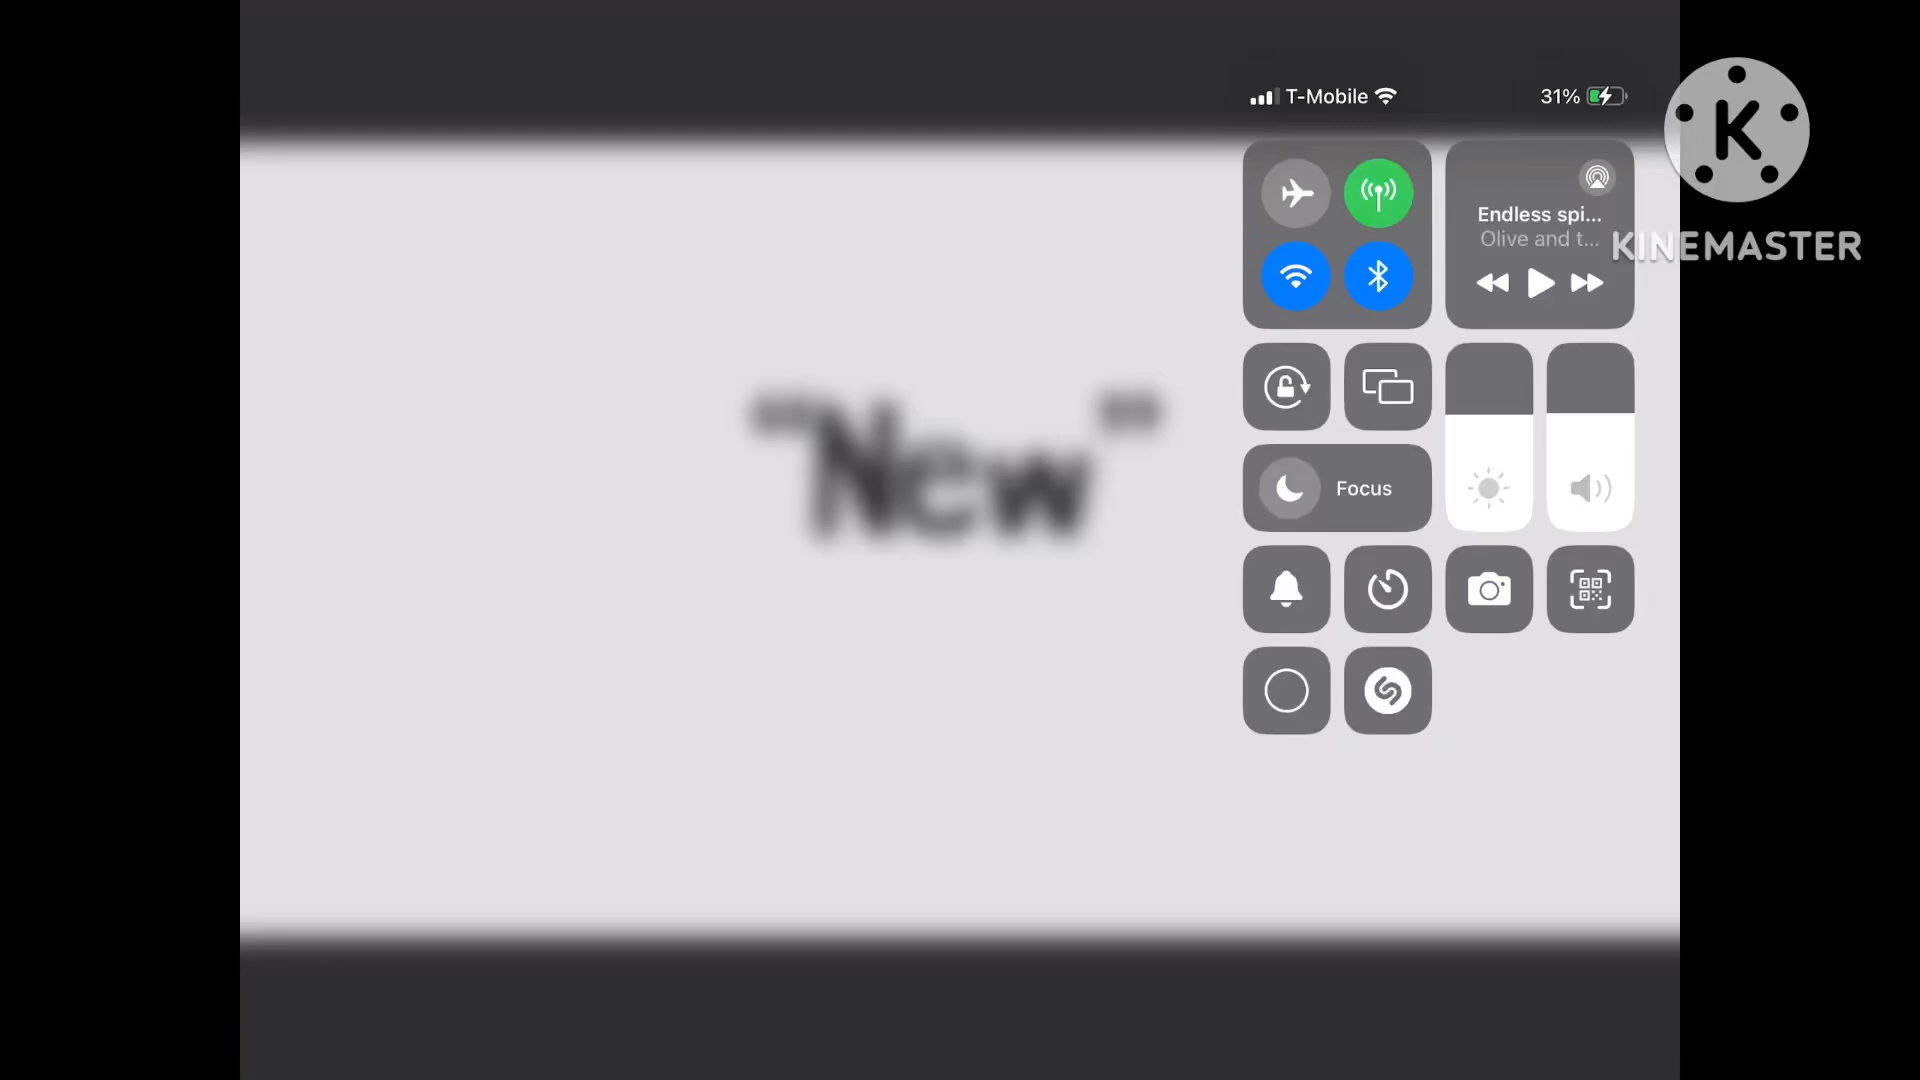 T-Mobile 31%
K
KINEMASTER
Endless spi...
Olive and t...
"New"
Focus